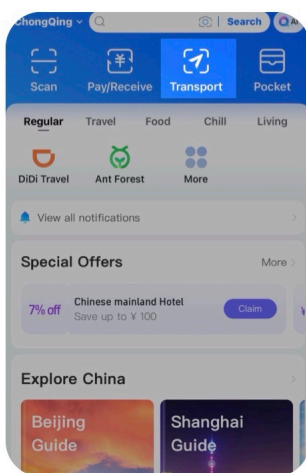 ChongQing
Search
Scan
Pay/Receive
Transport
Pocket
Regular
Travel
Food
Chill
Living
DiDi Travel
Ant Forest
More
View all notifications
Special Offers
More
7% off
Chinese mainland Hotel
Save up to ¥ 100
Claim
¥
Explore China
Beijing
Guide
Shanghai
Guide